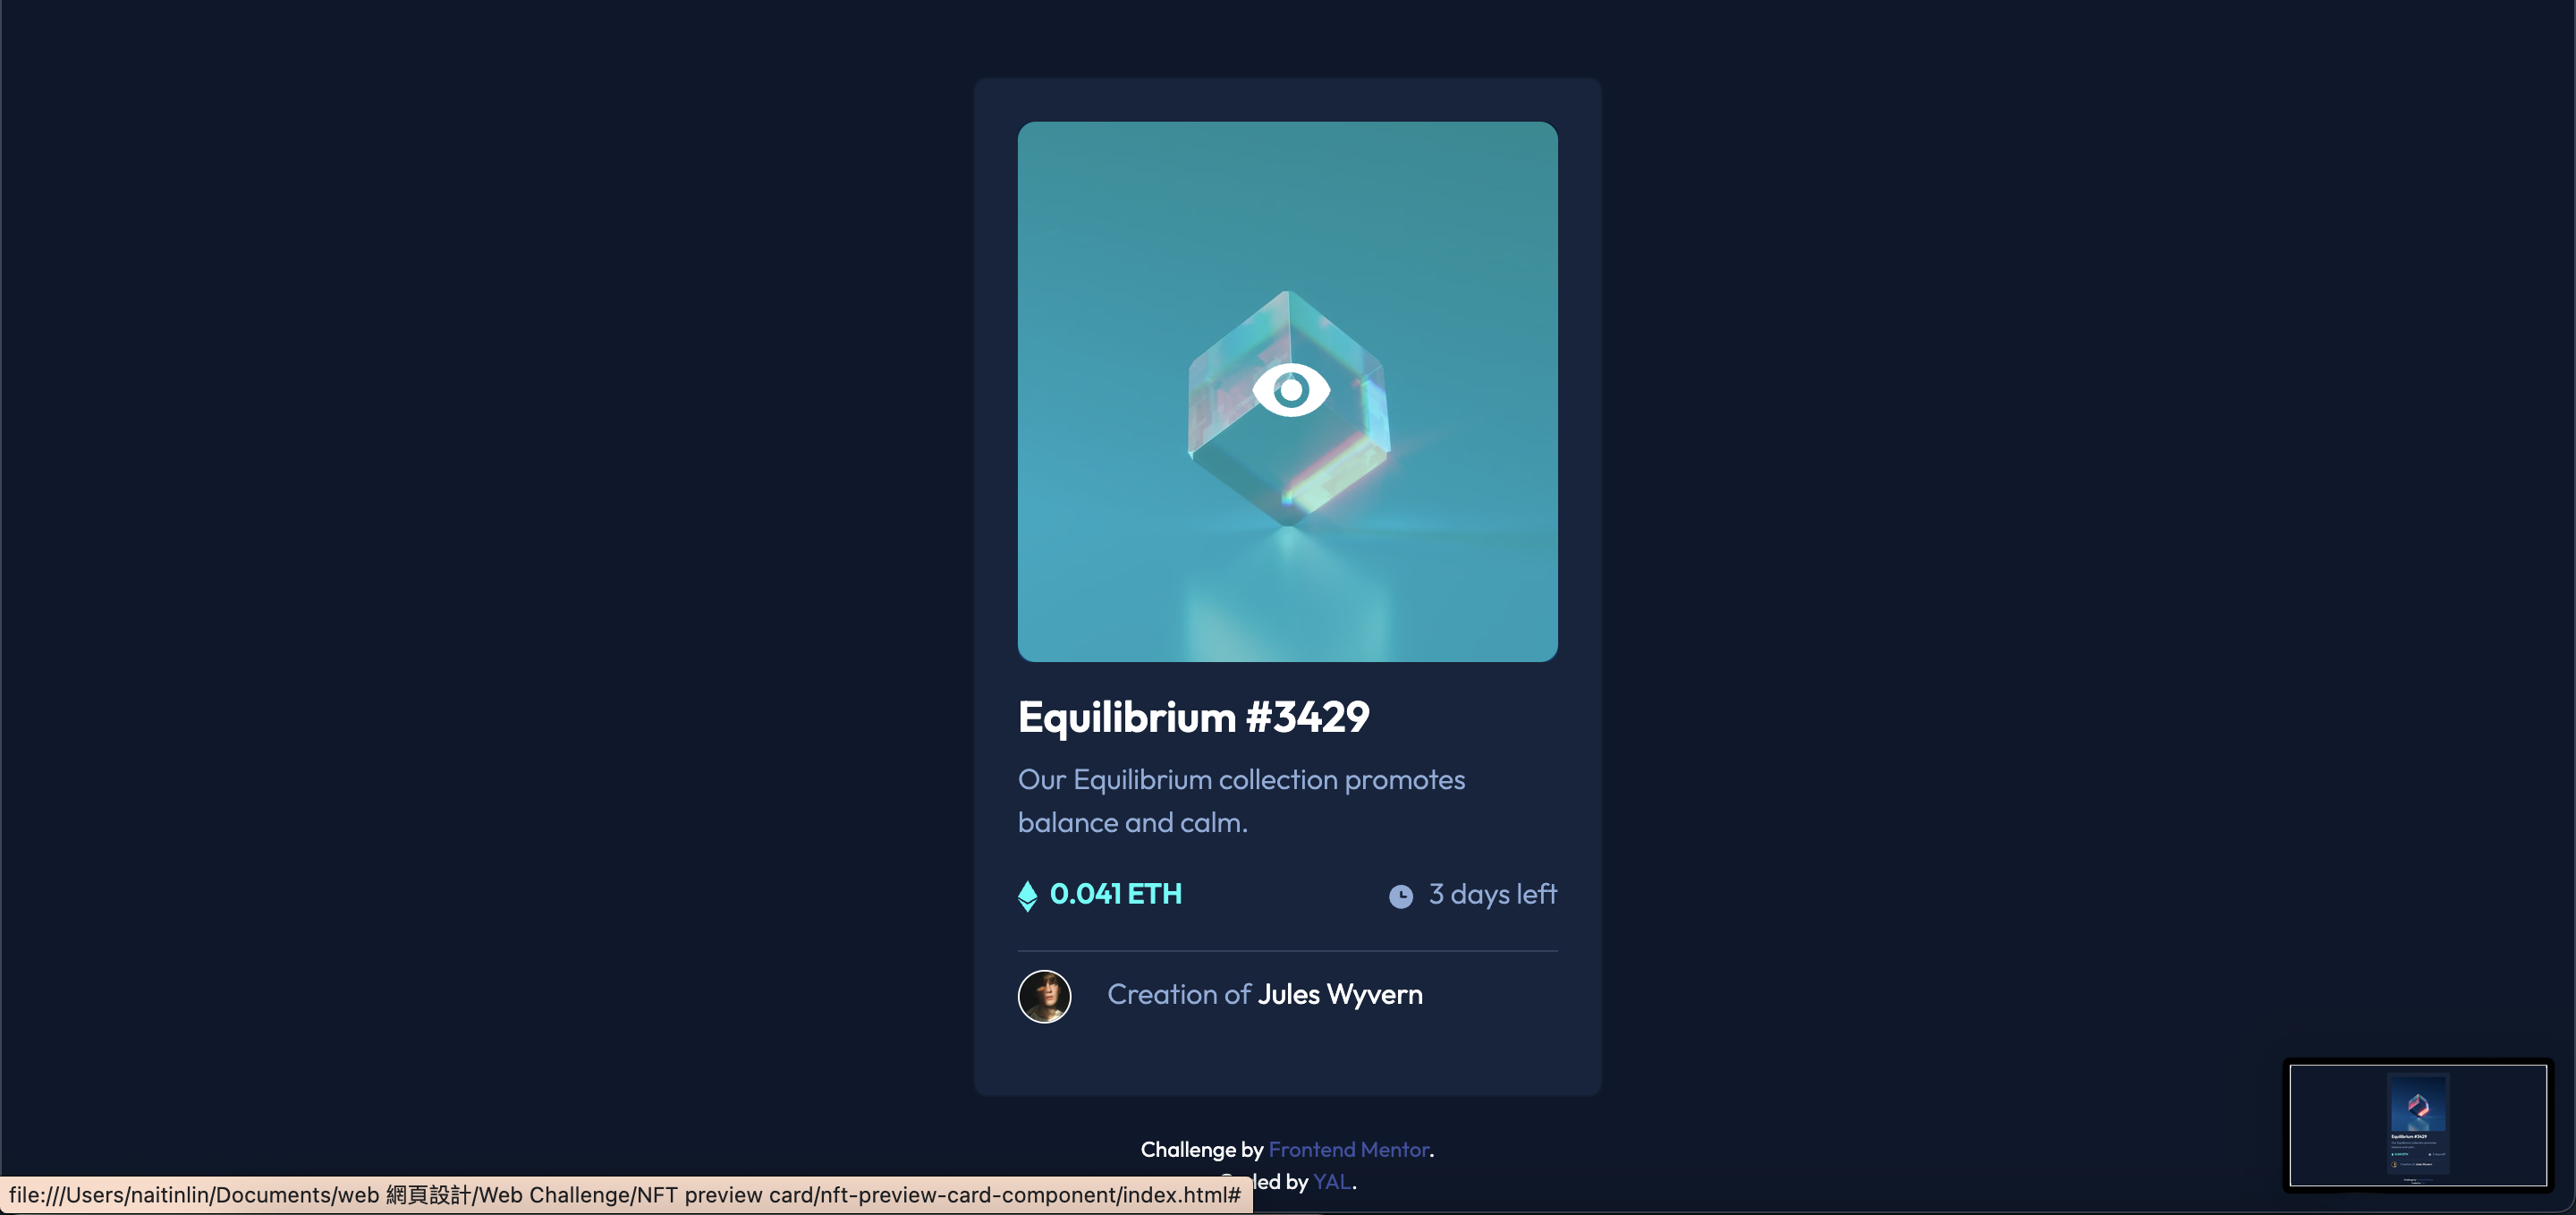 Equilibrium #3429
Our Equilibrium collection promotes
balance and calm.
0.041 ETH
3 days left
Creation of Jules Wyvern
Challenge by Frontend Mentor.
by YAL.
file:///Users/naitinlin/Documents/web 網頁設計/Web Challenge/NFT preview card/nft-preview-card-component/index.html#
Equilibrium #3429